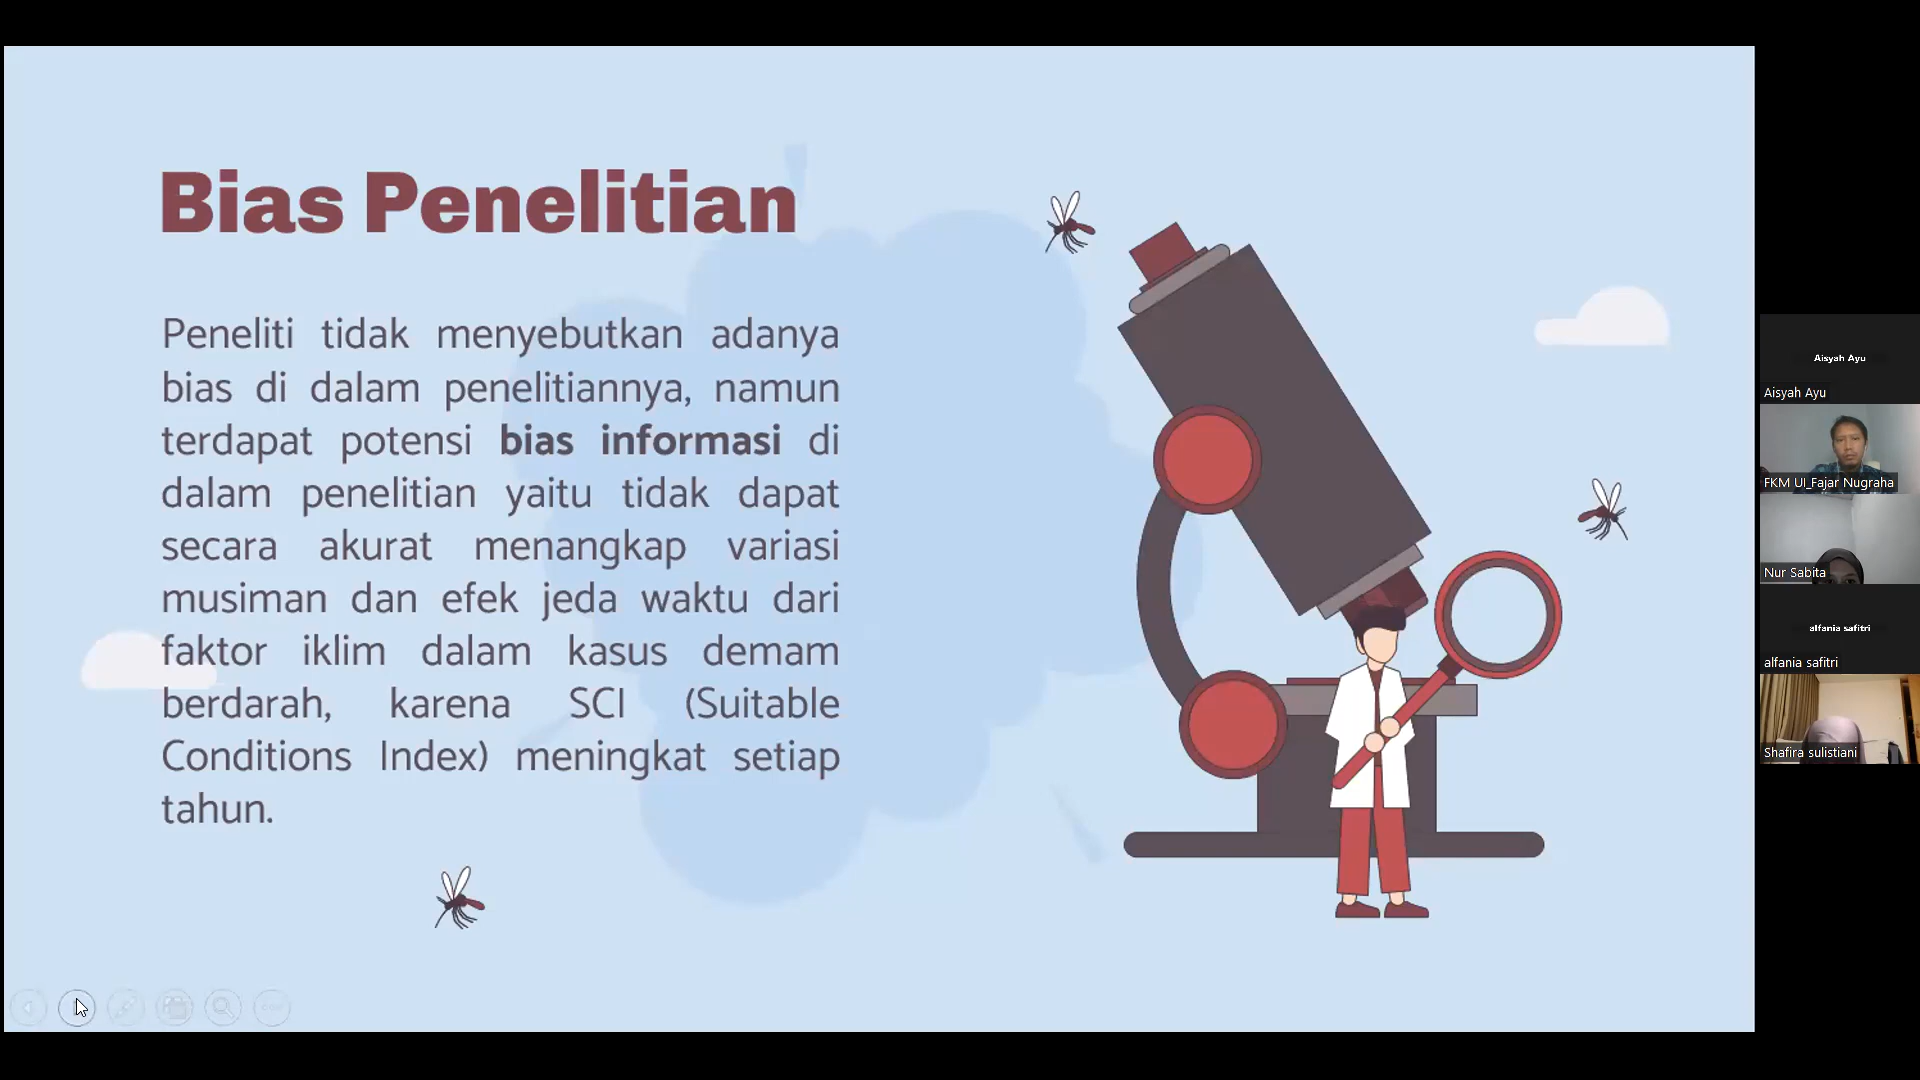 Bias Penelitian
Peneliti tidak menyebutkan adanya
bias di dalam penelitiannya, namun
terdapat potensi bias informasi di
dalam penelitian yaitu tidak dapat
secara akurat menangkap variasi
musiman dan efek jeda waktu dari
faktor iklim dalam kasus demam
berdarah, karena SCI (Suitable
Conditions Index) meningkat setiap
tahun.
Aisyah Ayu
Aisyah Ayu
FKM UI_Fajar Nugraha
Nur Sabita
alfania safitri
alfania safitri
Shafira sulistiani